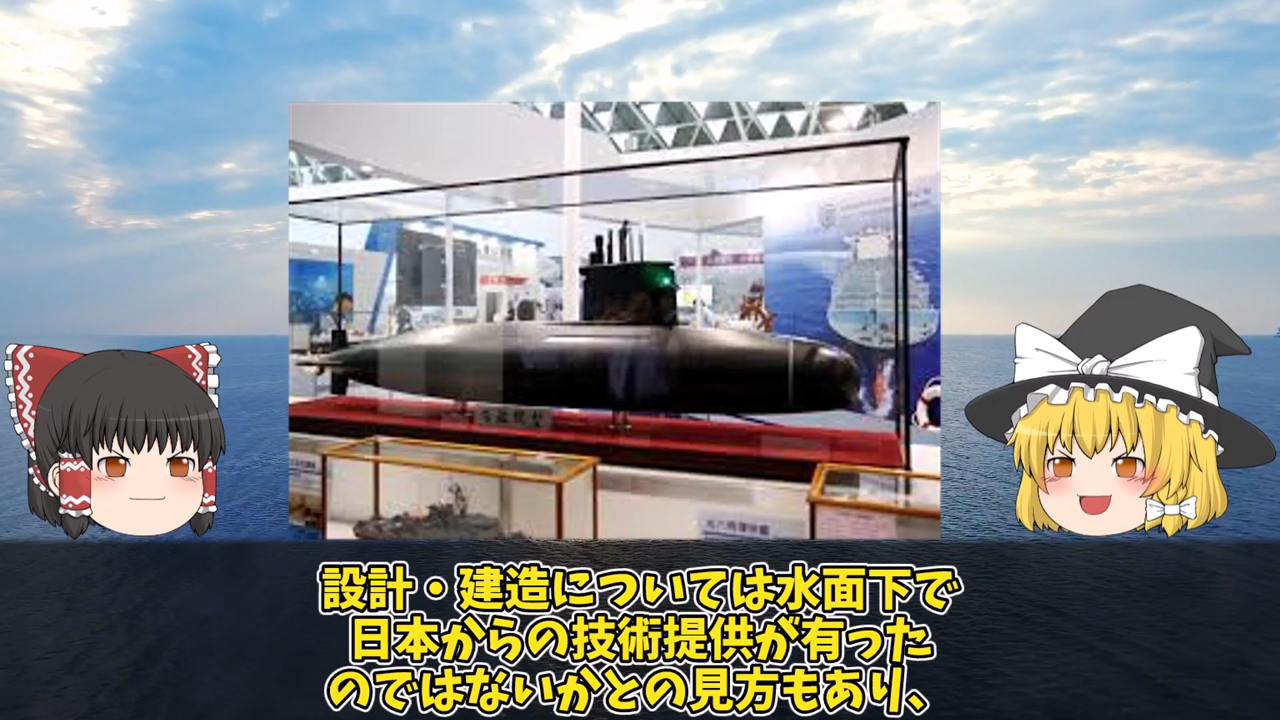 設計・建造については水面下で
日本からの技術提供が有った
のではないかとの見方もあり、